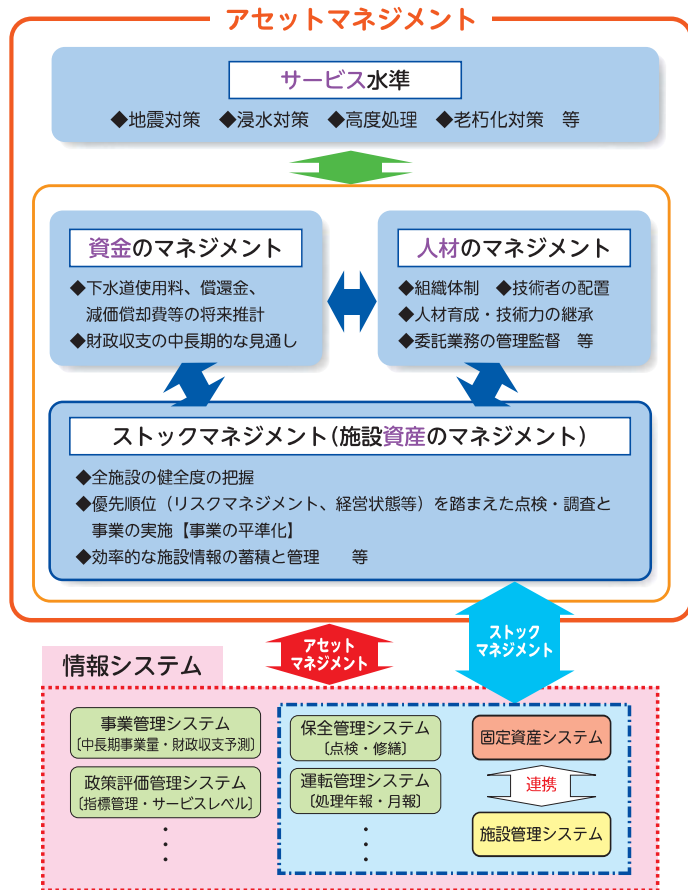 アセットマネジメント
サービス水準
◆地震対策　◆浸水対策　◆高度処理　◆老朽化対策　等
資金のマネジメント
◆下水道使用料、償還金、
減価償却費等の将来推計
◆財政収支の中長期的な見通し
人材のマネジメント
◆組織体制　◆技術者の配置
◆人材育成・技術力の継承
◆委託業務の管理監督　等
ストックマネジメント（施設資産のマネジメント）
◆全施設の健全度の把握
◆優先順位（リスクマネジメント、経営状態等）を踏まえた点検・調査と
事業の実施【事業の平準化】
◆効率的な施設情報の蓄積と管理　　等
アセット
マネジメント
ストック
マネジメント
情報システム
事業管理システム
〔中長期事業量・財政収支予測〕
政策評価管理システム
〔指標管理・サービスレベル〕
保全管理システム
〔点検・修繕〕
運転管理システム
〔処理年報・月報〕
固定資産システム
連携
施設管理システム